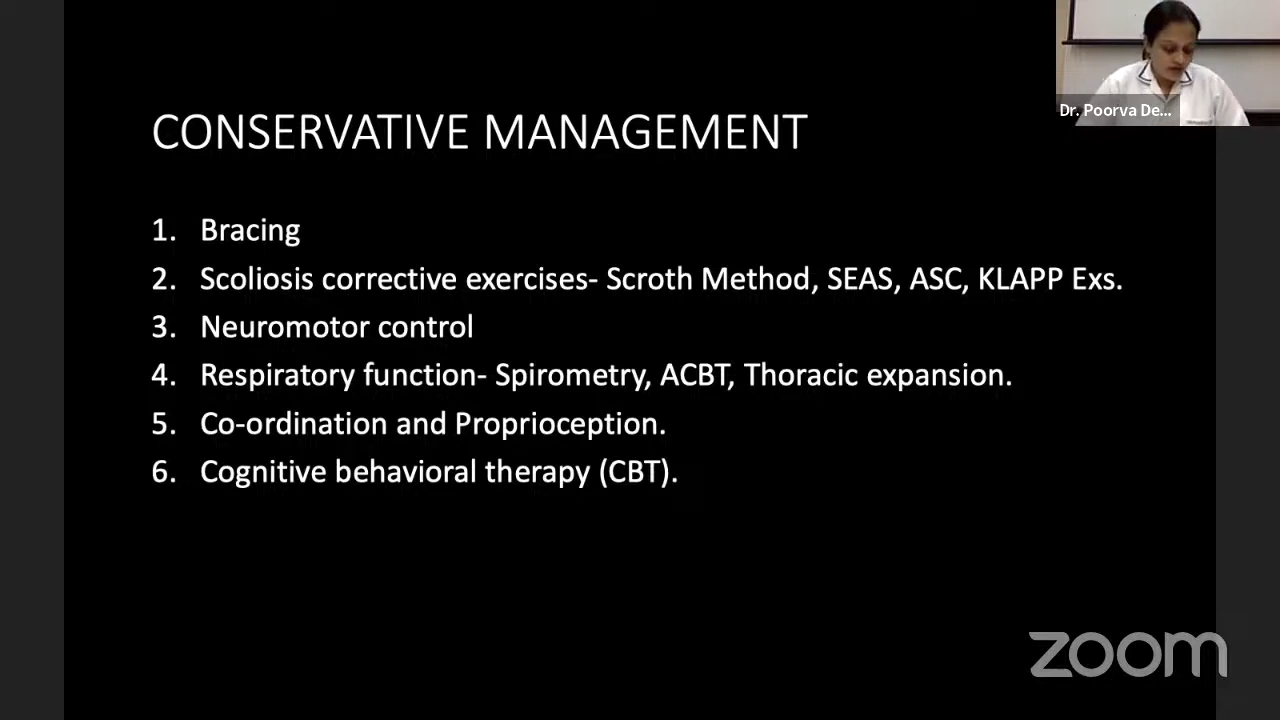 Dr. Poorva De...
CONSERVATIVE MANAGEMENT
1. Bracing
2. Scoliosis corrective exercises- Scroth Method, SEAS, ASC, KLAPP Exs.
3. Neuromotor control
4. Respiratory function- Spirometry, ACBT, Thoracic expansion.
5. Co-ordination and Proprioception.
6. Cognitive behavioral therapy (CBT).
zoom